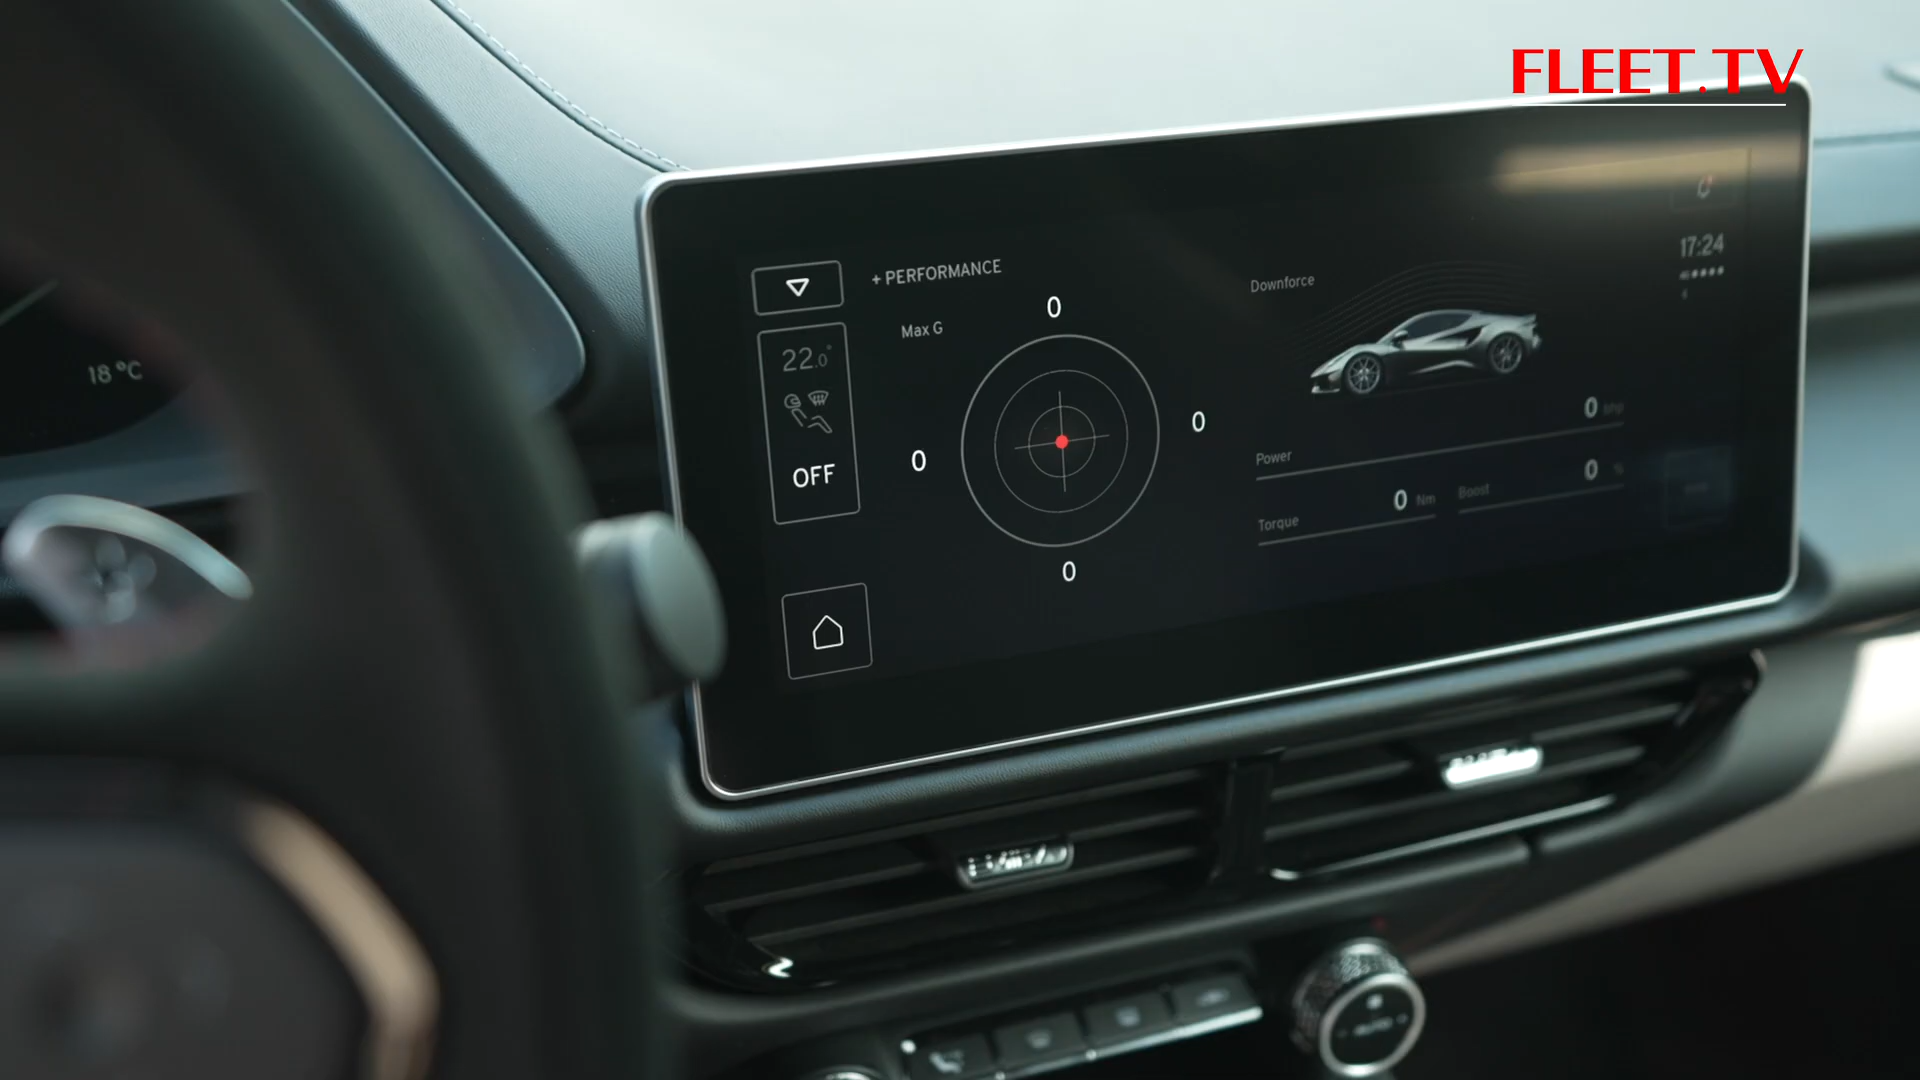 FLEET.TV
17:24
+ PERFORMANCE
Max G
0
Downforce
22.0°
18 °C
OFF
0
0
0
0 bhp
Power
0 %
Boost
0 Nm
Torque
AUTO